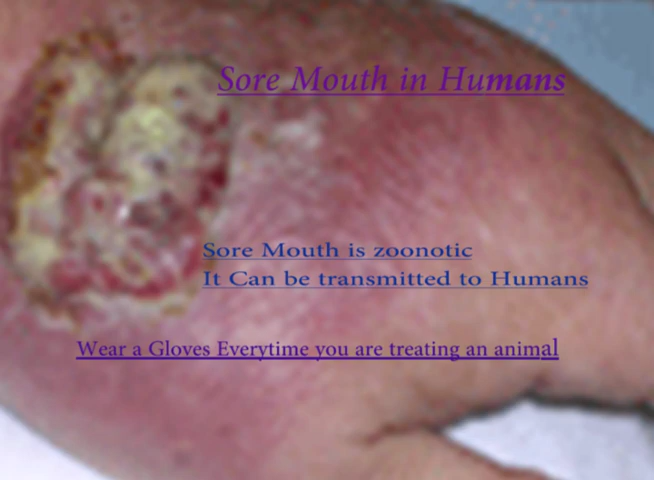 Sore Mouth in Humans
Sore Mouth is zoonotic
It Can be transmitted to Humans
Wear a Gloves Everytime you are treating an animal